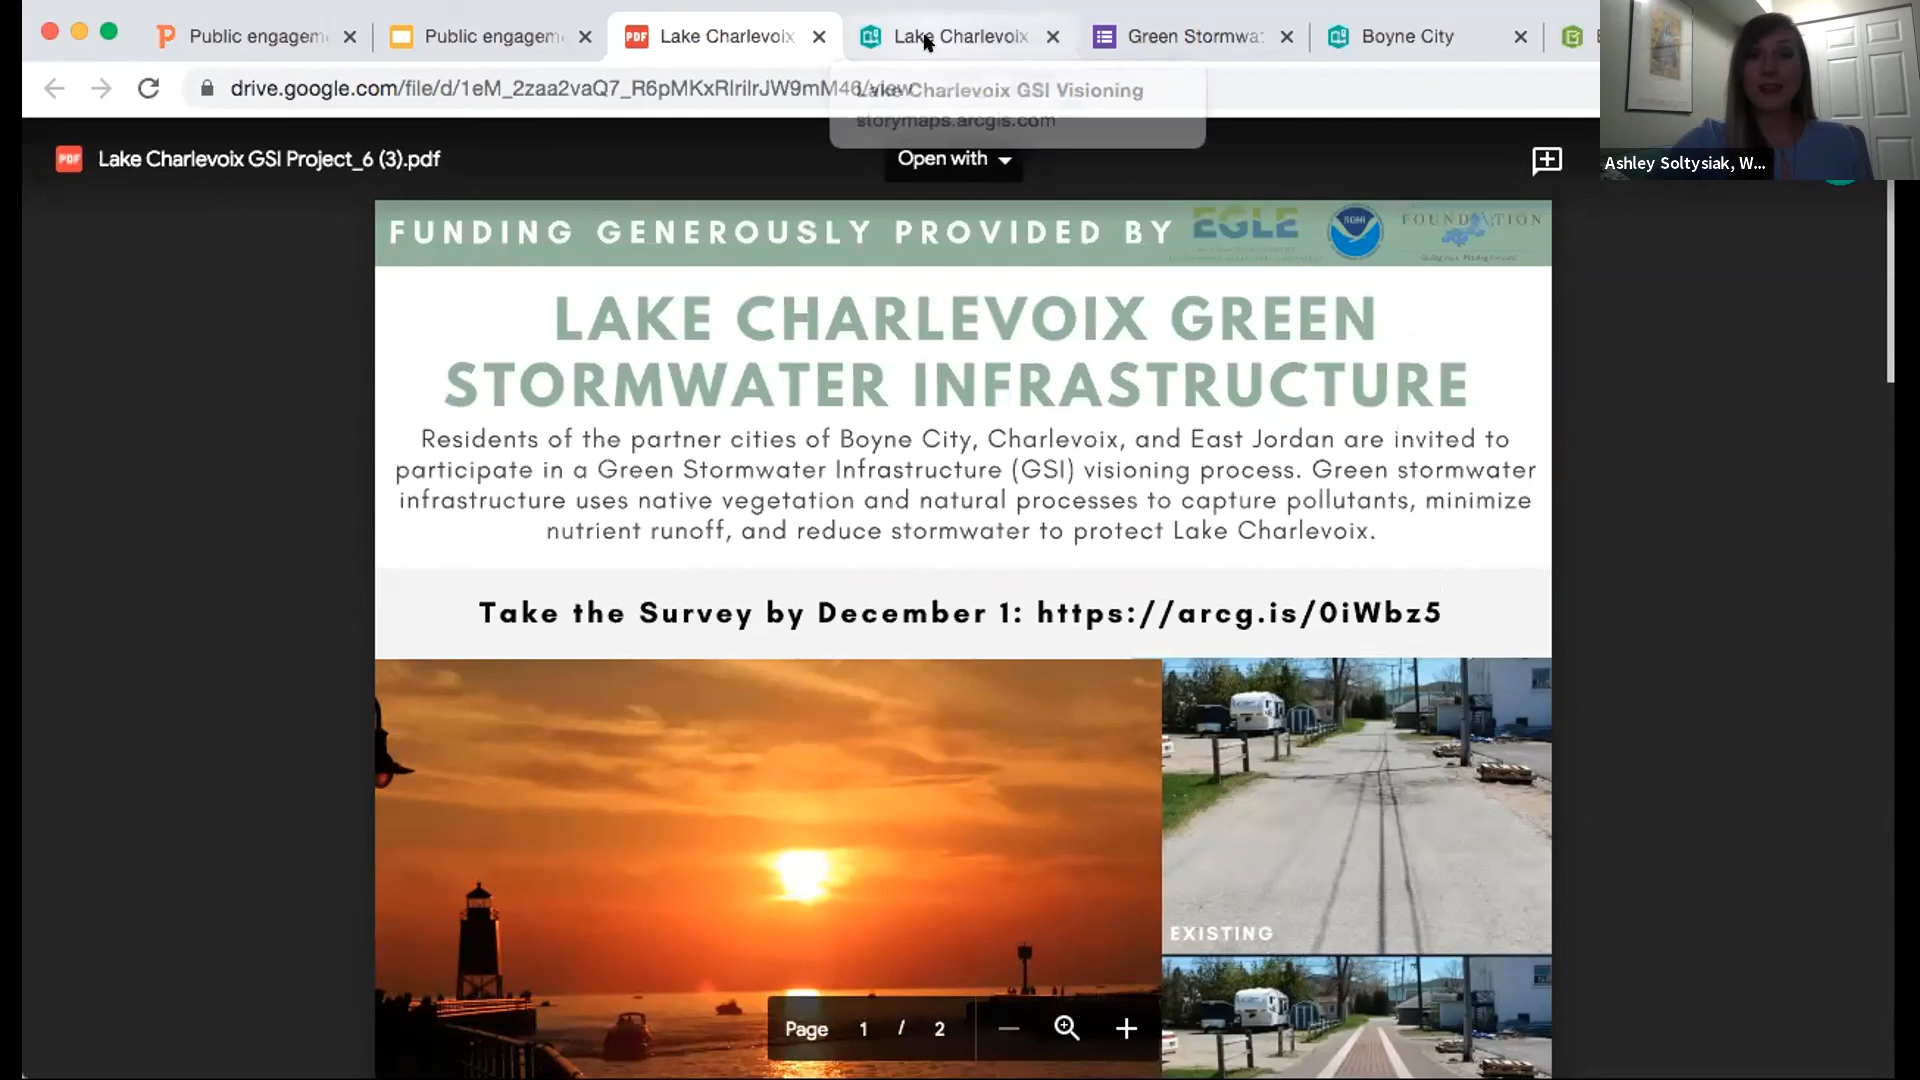 Public engagem
Public engagem
Lake Charlevoix
Lake Charlevoix
Green Stormwa
Boyne City
drive.google.com/file/d/1eM_2zaa2vaQ7_R6pMKxRlrilrJW9mM46/view
Lake Charlevoix GSI Visioning
storymaps.arcgis.com
PDF
Lake Charlevoix GSI Project_6 (3).pdf
Open with
Ashley Soltysiak, W...
FUNDING GENEROUSLY PROVIDED BY
EGLE
NOAA
FOUNDATION
LAKE CHARLEVOIX GREEN
STORMWATER INFRASTRUCTURE
Residents of the partner cities of Boyne City, Charlevoix, and East Jordan are invited to
participate in a Green Stormwater Infrastructure (GSI) visioning process. Green stormwater
infrastructure uses native vegetation and natural processes to capture pollutants, minimize
nutrient runoff, and reduce stormwater to protect Lake Charlevoix.
Take the Survey by December 1: https://arcg.is/0iWbz5
EXISTING
Page 1 / 2